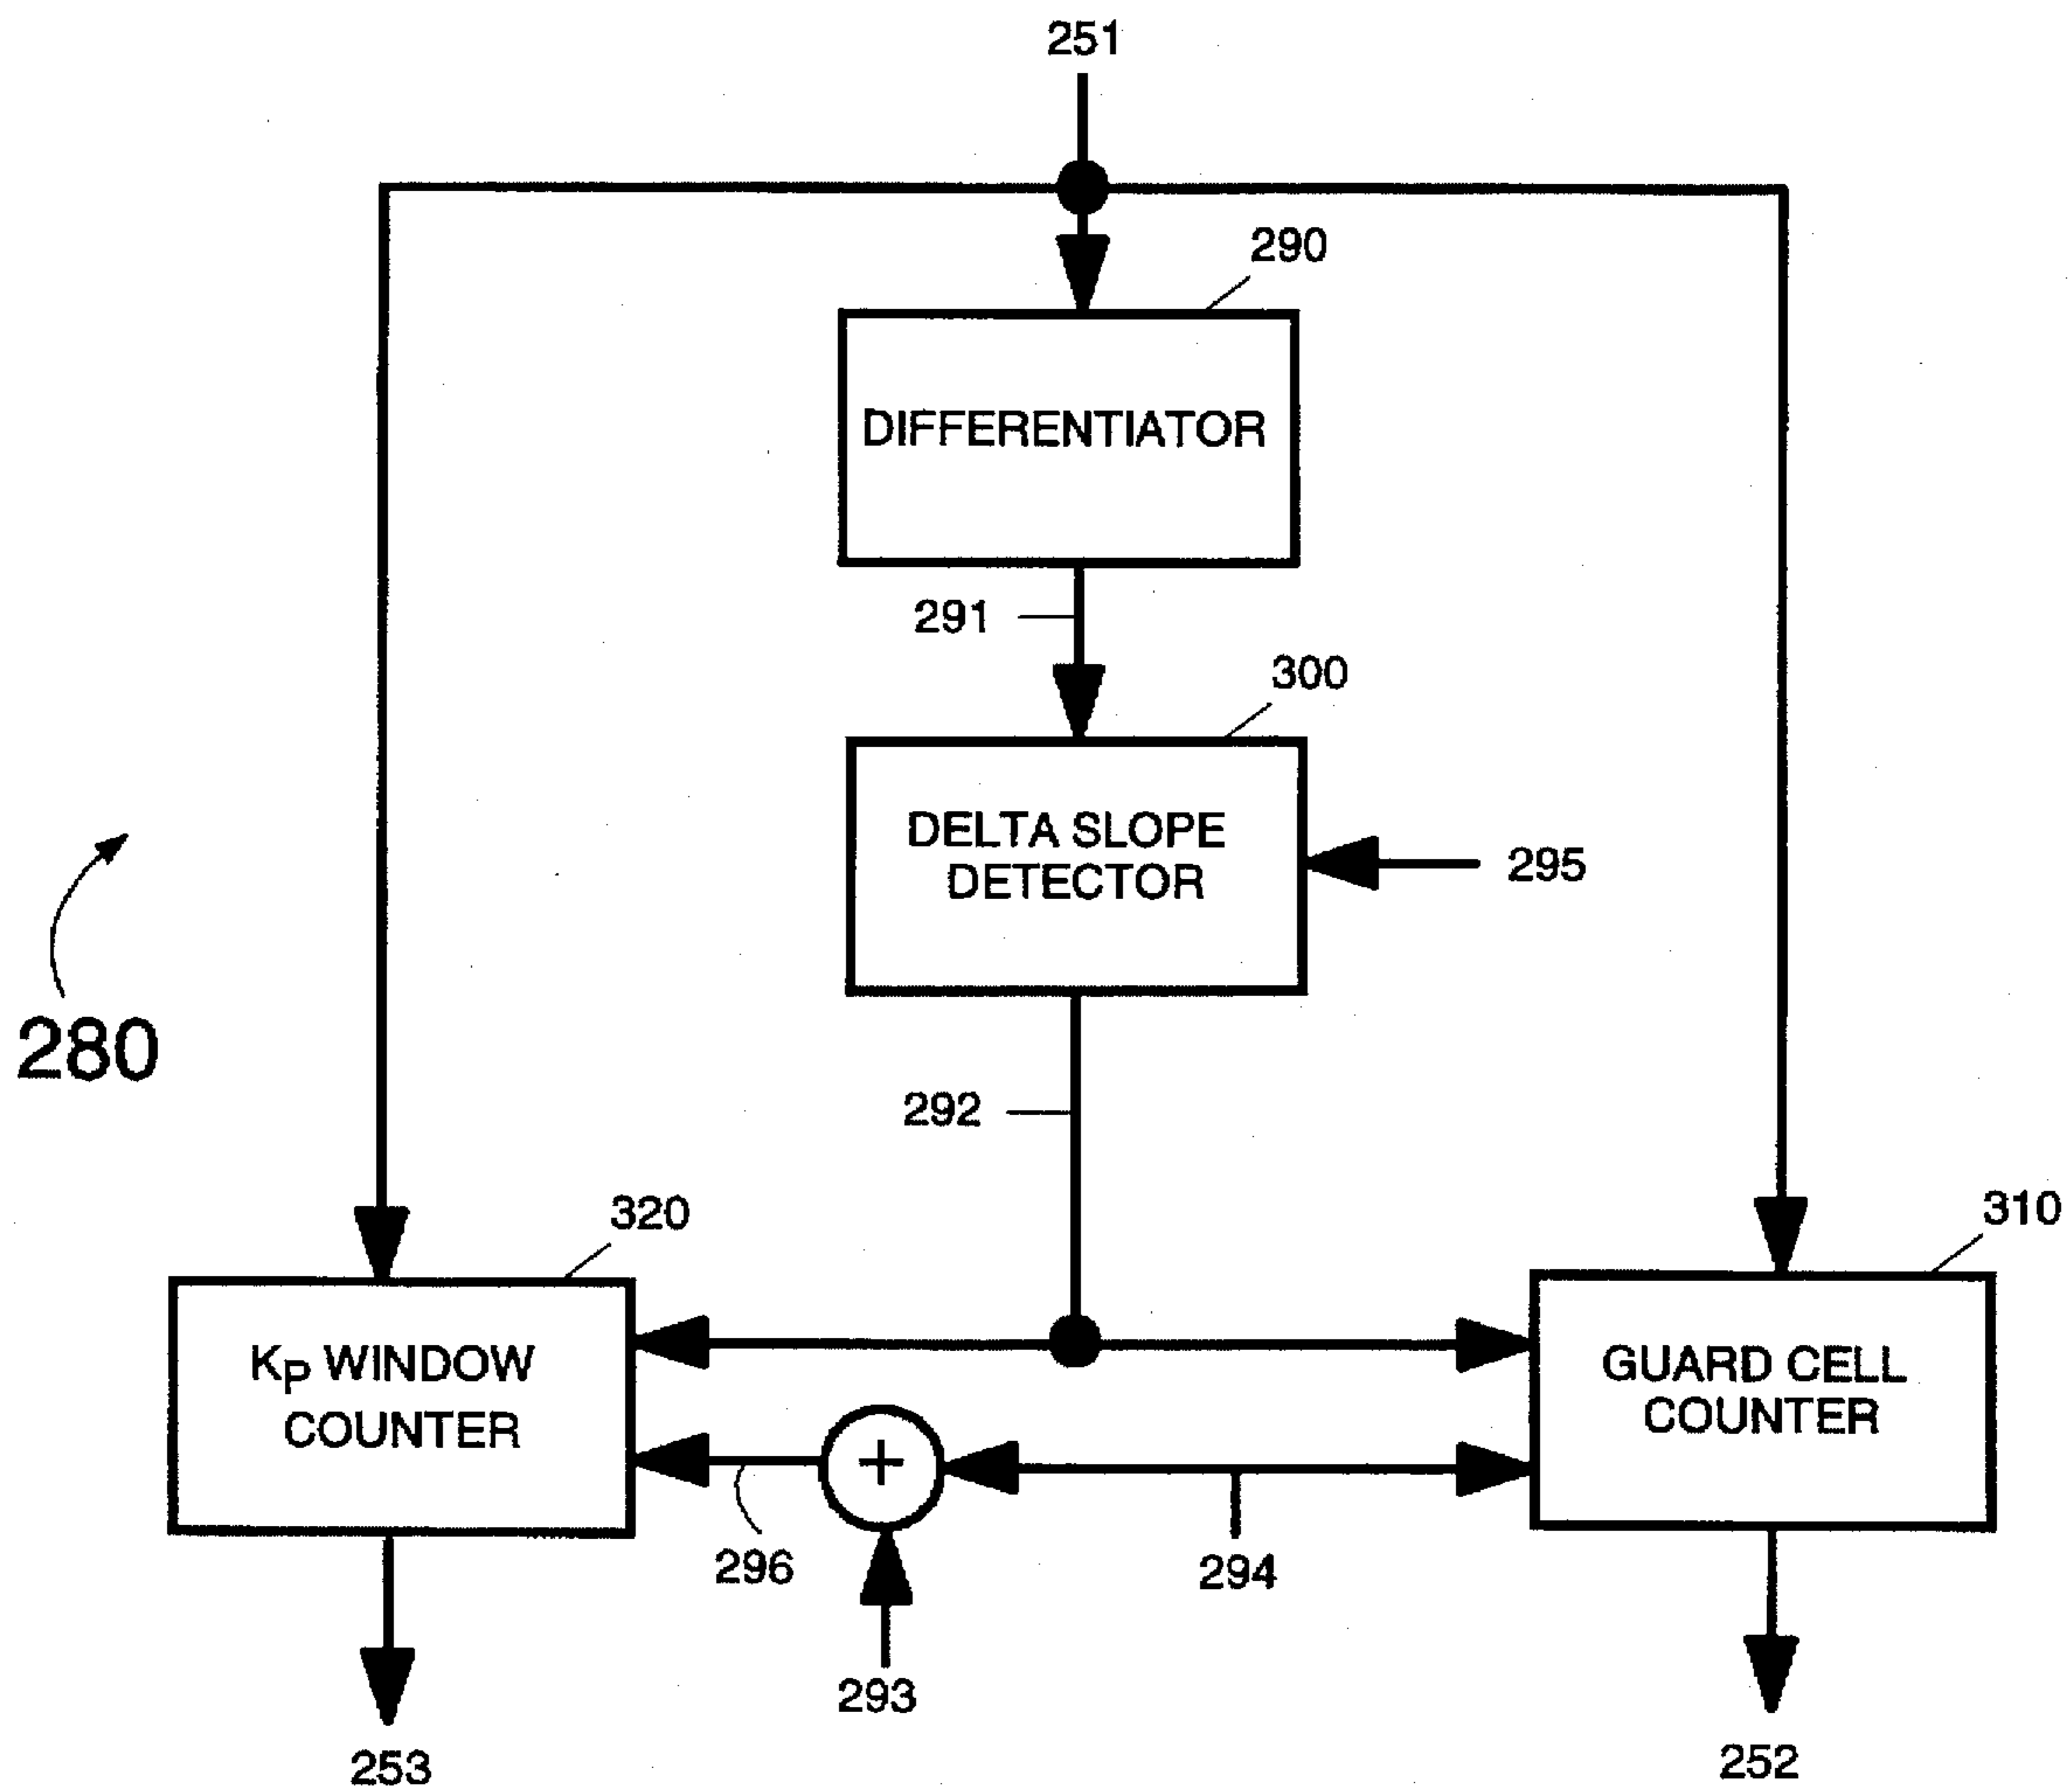 251
290
DIFFERENTIATOR
291
300
DELTA SLOPE
DETECTOR
295
280
292
320
310
KP WINDOW
COUNTER
GUARD CELL
COUNTER
+
296
294
293
253
252